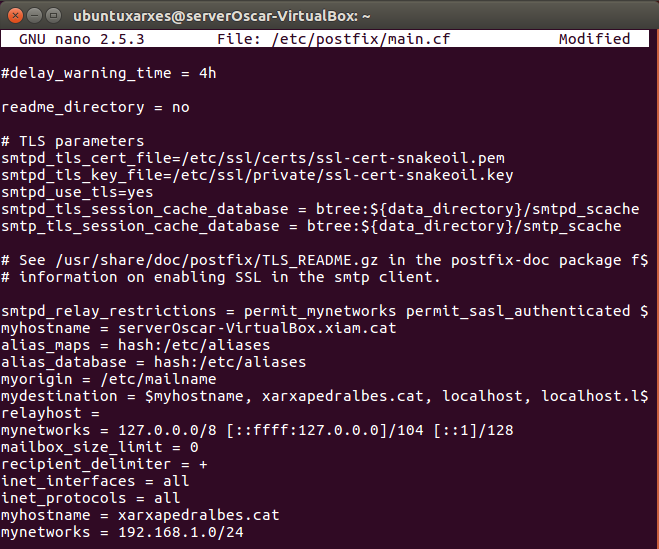 ubuntuxarxes@serverOscar-VirtualBox: ~
GNU nano 2.5.3 File: /etc/postfix/main.cf Modified
#delay_warning_time = 4h
readme_directory = no
# TLS parameters
smtpd_tls_cert_file=/etc/ssl/certs/ssl-cert-snakeoil.pem
smtpd_tls_key_file=/etc/ssl/private/ssl-cert-snakeoil.key
smtpd_use_tls=yes
smtpd_tls_session_cache_database = btree:${data_directory}/smtpd_scache
smtp_tls_session_cache_database = btree:${data_directory}/smtp_scache
# See /usr/share/doc/postfix/TLS_README.gz in the postfix-doc package f$
# information on enabling SSL in the smtp client.
smtpd_relay_restrictions = permit_mynetworks permit_sasl_authenticated $
myhostname = serverOscar-VirtualBox.xiam.cat
alias_maps = hash:/etc/aliases
alias_database = hash:/etc/aliases
myorigin = /etc/mailname
mydestination = $myhostname, xarxapedralbes.cat, localhost, localhost.l$
relayhost =
mynetworks = 127.0.0.0/8 [::ffff:127.0.0.0]/104 [::1]/128
mailbox_size_limit = 0
recipient_delimiter = +
inet_interfaces = all
inet_protocols = all
myhostname = xarxapedralbes.cat
mynetworks = 192.168.1.0/24